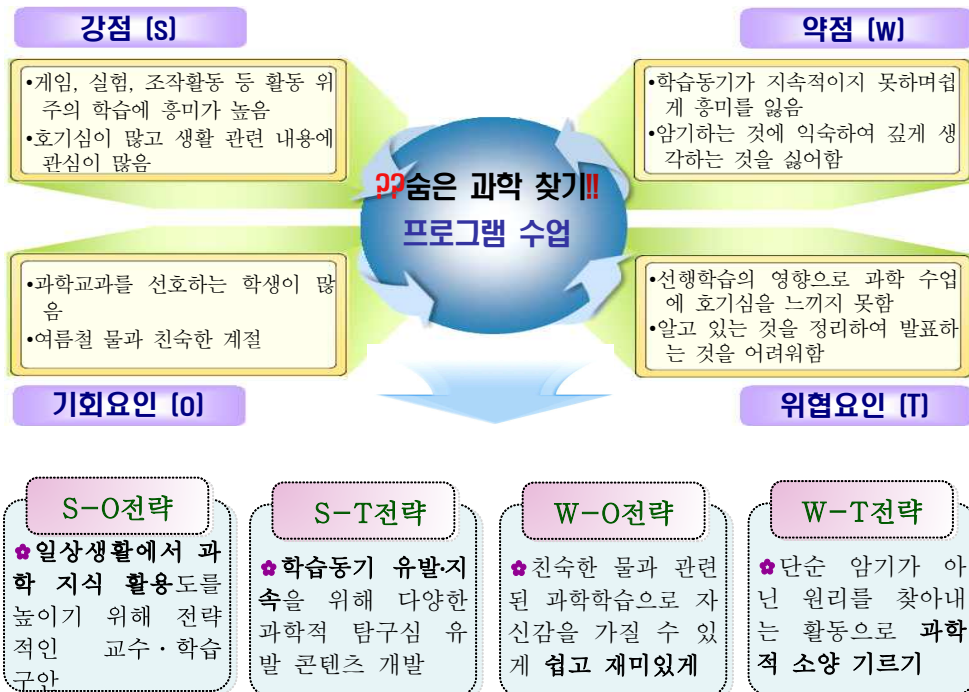 강점 (S)
•게임, 실험, 조작활동 등 활동 위
주의 학습에 흥미가 높음
•호기심이 많고 생활 관련 내용에
관심이 많음
약점 (W)
•학습동기가 지속적이지 못하며쉽
게 흥미를 잃음
•암기하는 것에 익숙하여 깊게 생
각하는 것을 싫어함
??숨은 과학 찾기!!
프로그램 수업
•과학교과를 선호하는 학생이 많
음
•여름철 물과 친숙한 계절
기회요인 (O)
•선행학습의 영향으로 과학 수업
에 호기심을 느끼지 못함
•알고 있는 것을 정리하여 발표하
는 것을 어려워함
위협요인 (T)
S-O전략
✿일상생활에서 과
학 지식 활용도를
높이기 위해 전략
적인 교수·학습
구안
S-T전략
✿학습동기 유발·지
속을 위해 다양한
과학적 탐구심 유
발 콘텐츠 개발
W-O전략
✿친숙한 물과 관련
된 과학학습으로 자
신감을 가질 수 있
게 쉽고 재미있게
W-T전략
✿단순 암기가 아
닌 원리를 찾아내
는 활동으로 과학
적 소양 기르기